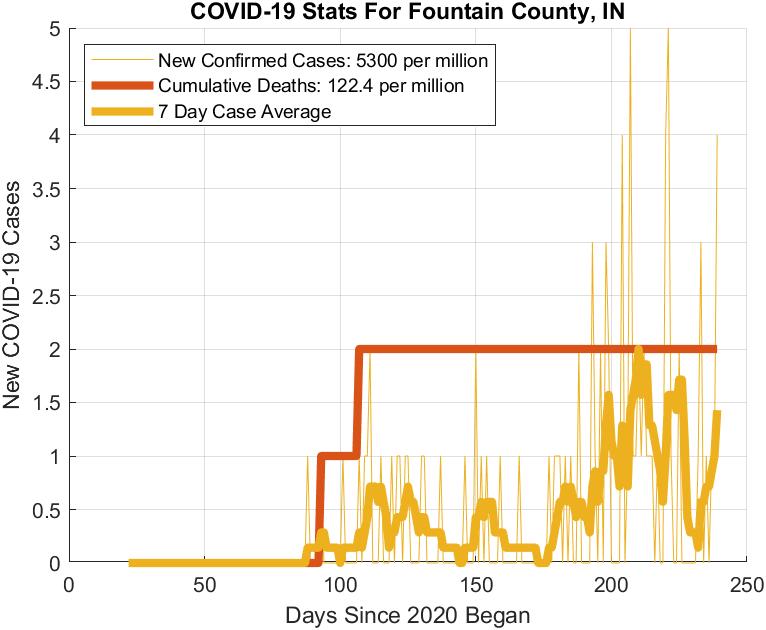 COVID-19 Stats For Fountain County, IN
New Confirmed Cases: 5300 per million
Cumulative Deaths: 122.4 per million
7 Day Case Average
New COVID-19 Cases
5
4.5
4
3.5
3
2.5
2
1.5
1
0.5
0
0 50 100 150 200 250
Days Since 2020 Began